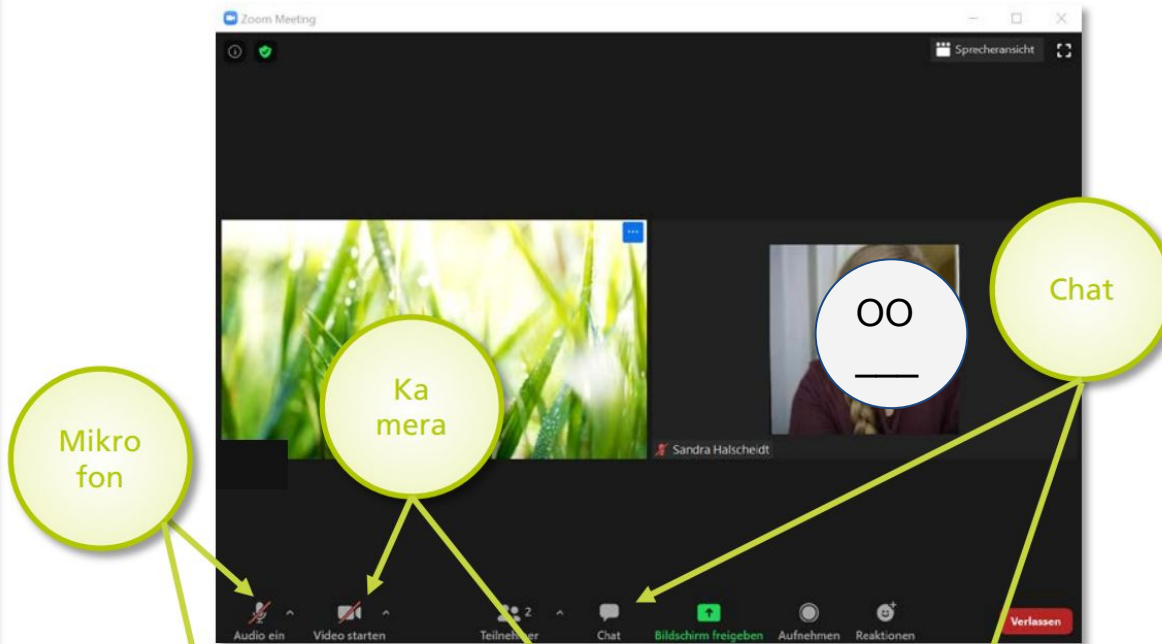 Zoom Meeting
Sprecheransicht
OO
Chat
Ka
mera
Mikro
fon
Sandra Halscheidt
2
Audio ein
Video starten
Teilnehmer
Chat
Bildschirm freigeben
Aufnehmen
Reaktionen
Verlassen